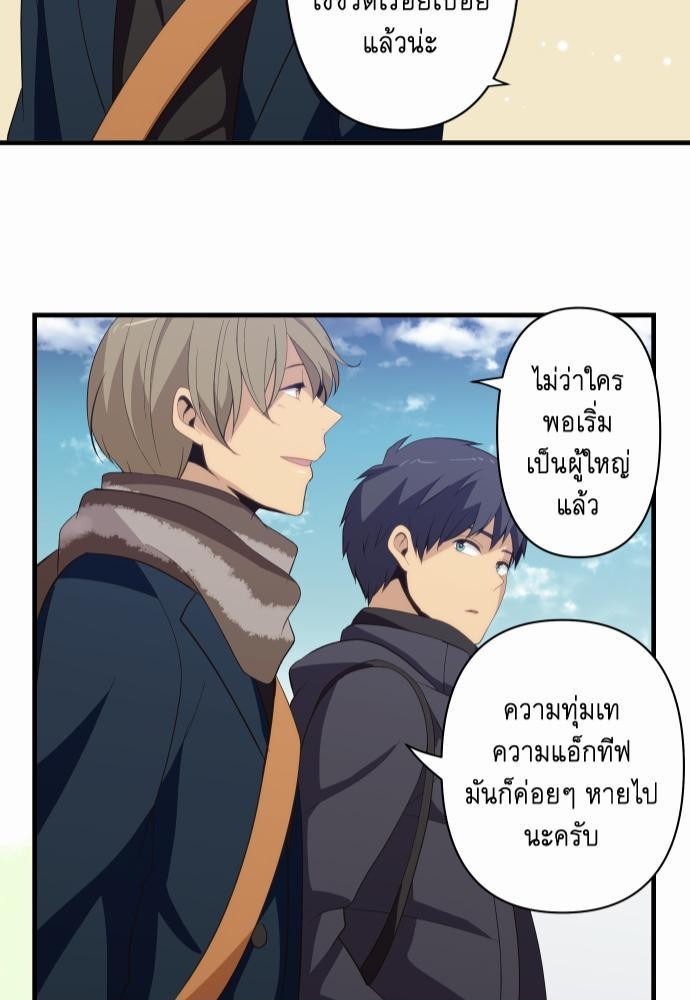 แล้วน่ะ
ไม่ว่าใคร
พอเริ่ม
เป็นผู้ใหญ่
แล้ว
ความทุ่มเท
ความแอ็กทีฟ
มันก็ค่อยๆ หายไป
นะครับ